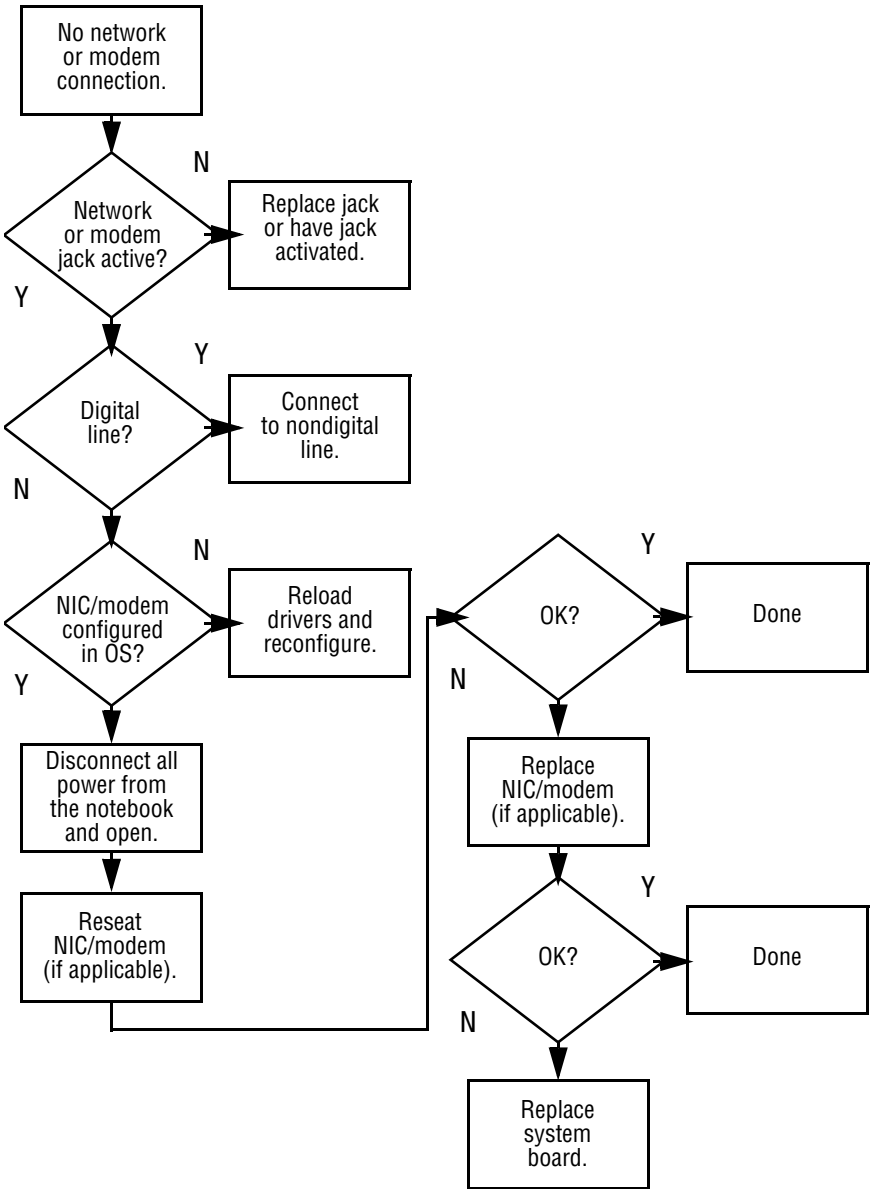 No network
or modem
connection.
N
Network
or modem
jack active?
Replace jack
or have jack
activated.
Y
Y
Digital
line?
Connect
to nondigital
line.
N
N
NIC/modem
configured
in OS?
Reload
drivers and
reconfigure.
Y
Disconnect all
power from
the notebook
and open.
Reseat
NIC/modem
(if applicable).
Y
OK?
Done
N
Replace
NIC/modem
(if applicable).
Y
OK?
Done
N
Replace
system
board.